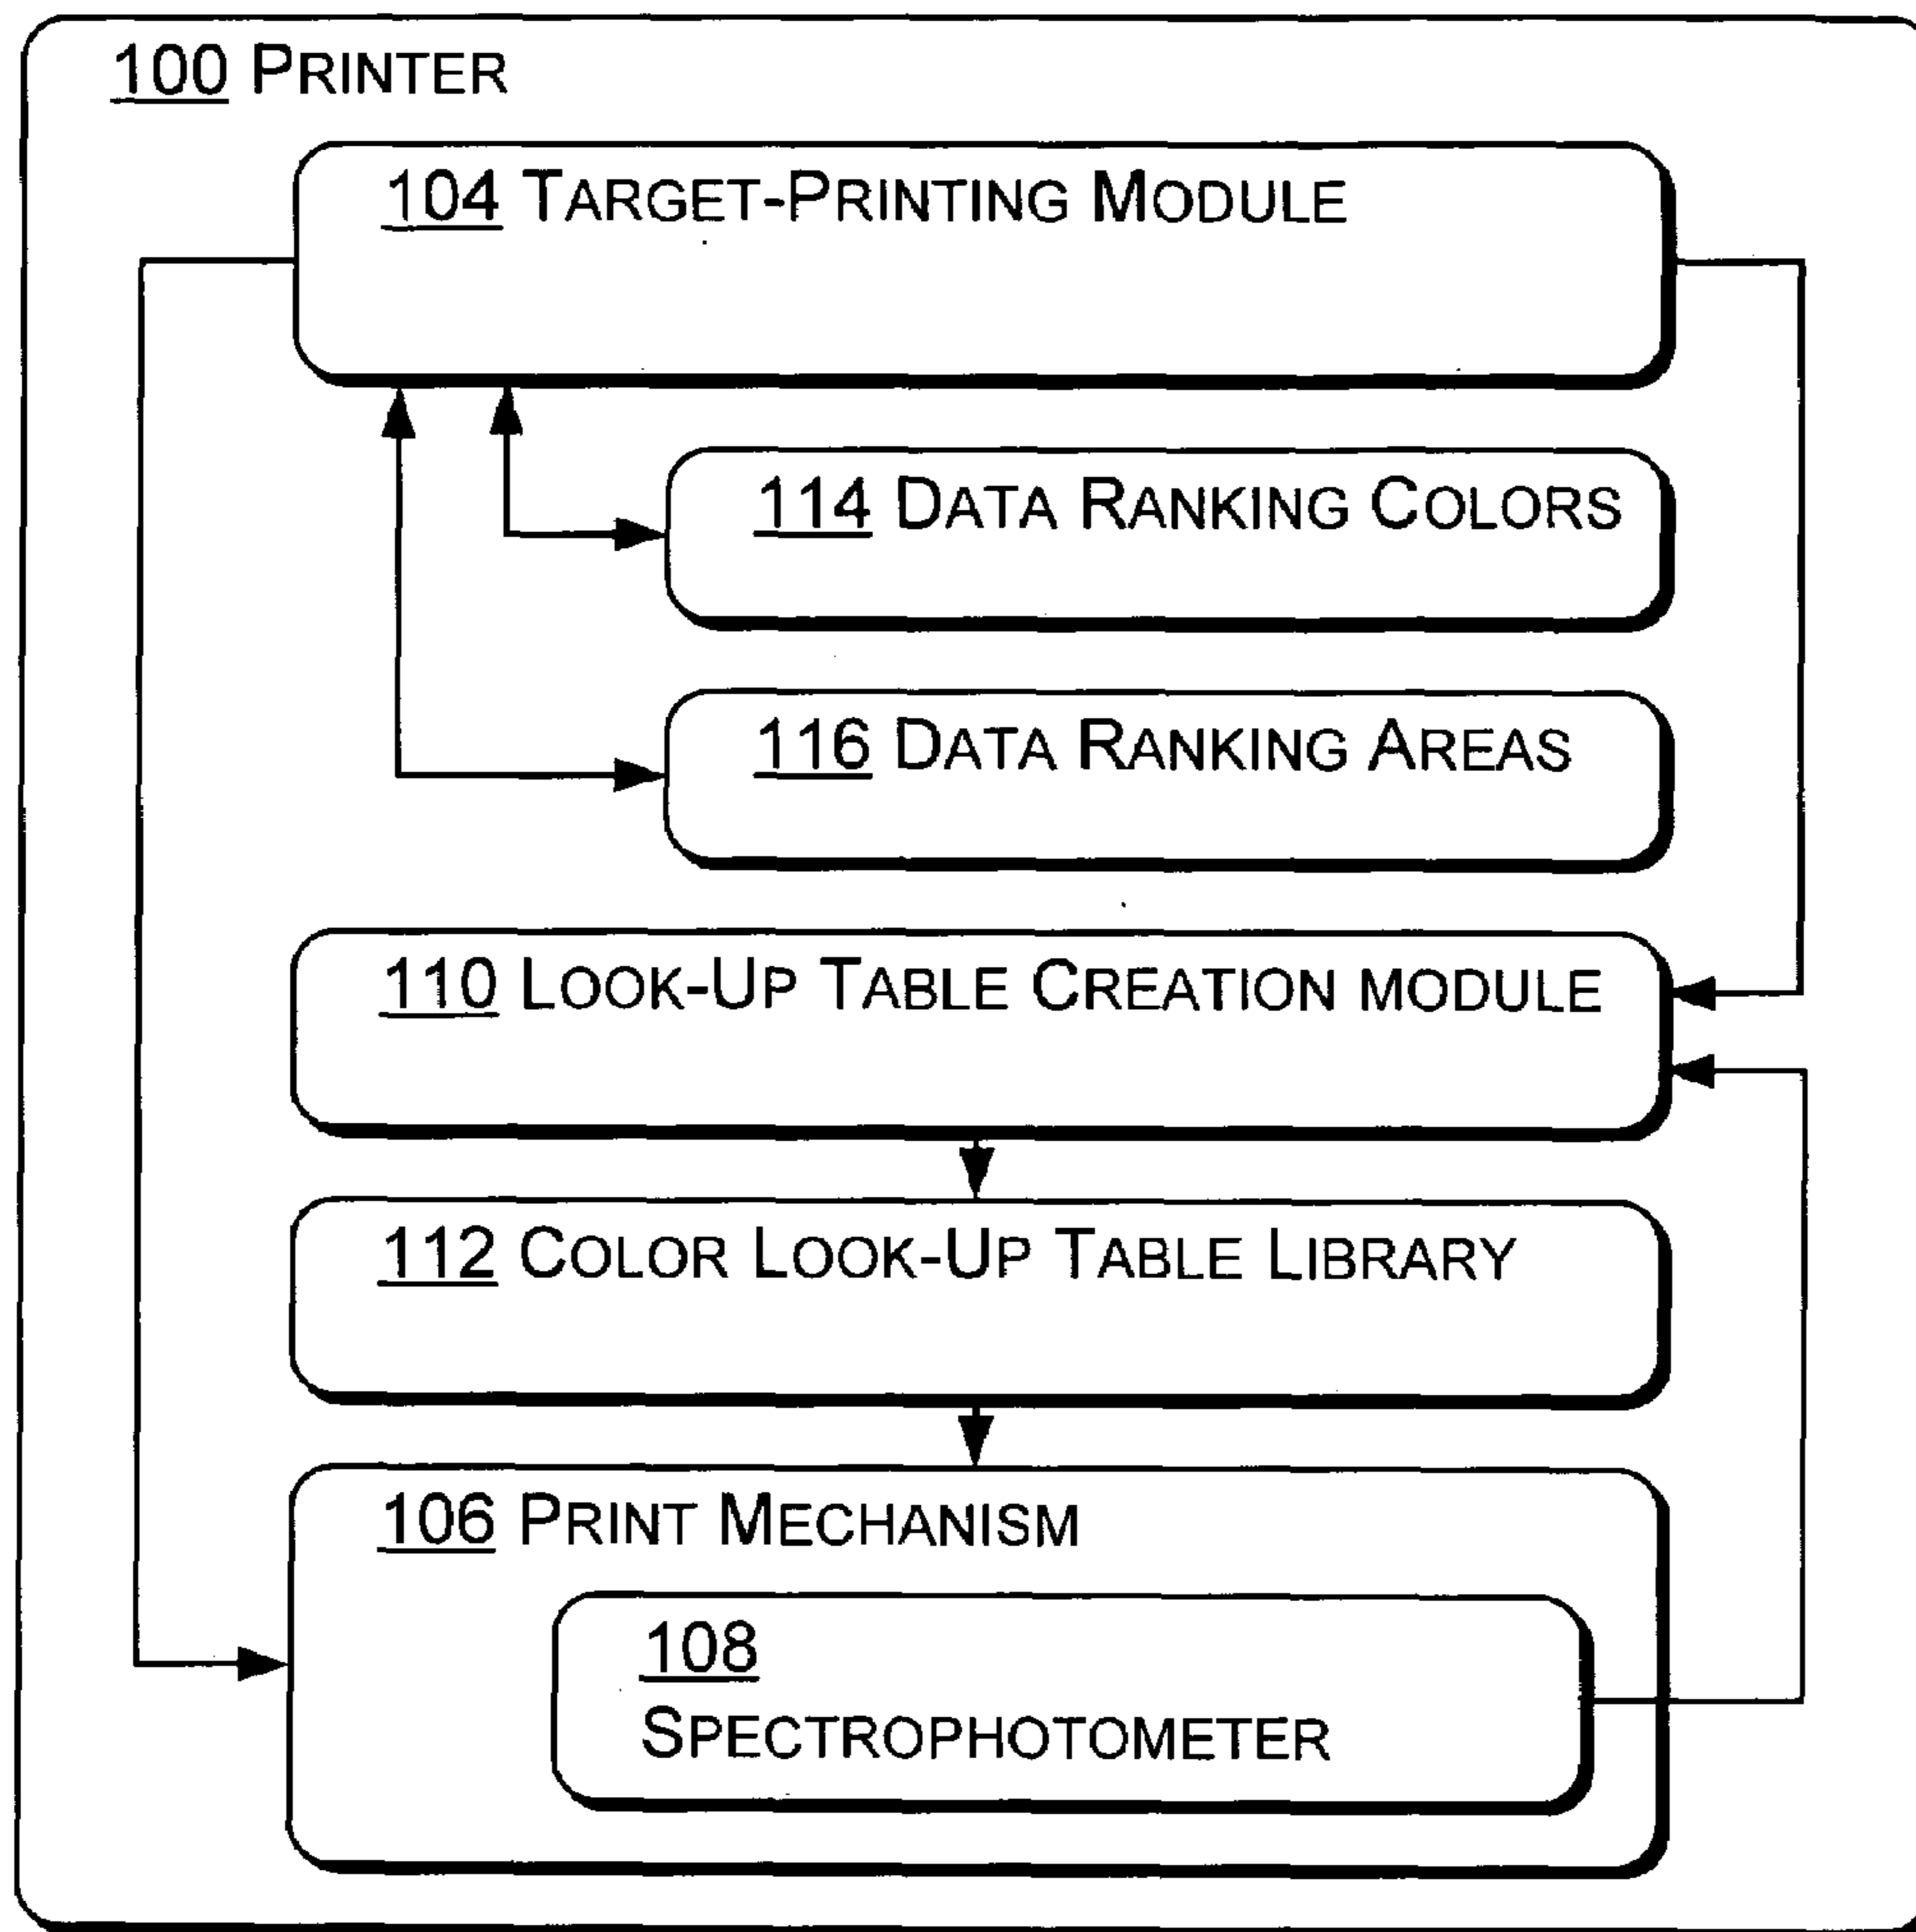 100 PRINTER
104 TARGET-PRINTING MODULE
114 DATA RANKING COLORS
116 DATA RANKING AREAS
110 LOOK-UP TABLE CREATION MODULE
112 COLOR LOOK-UP TABLE LIBRARY
106 PRINT MECHANISM
108
SPECTROPHOTOMETER